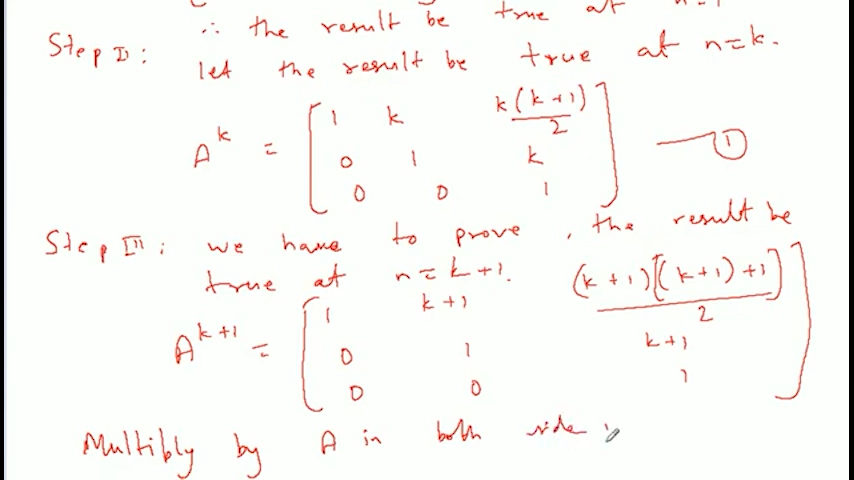 ∴ the result be true at n=1
Step II: let the result be true at n=k.
A^k = [ 1 k k(k+1)/2
0 1 k
0 0 1 ] — ①
Step III: we have to prove, the result be
true at n=k+1.
A^{k+1} = [ 1 k+1 (k+1)[(k+1)+1]/2
0 1 k+1
0 0 1 ]
Multibly by A in both side